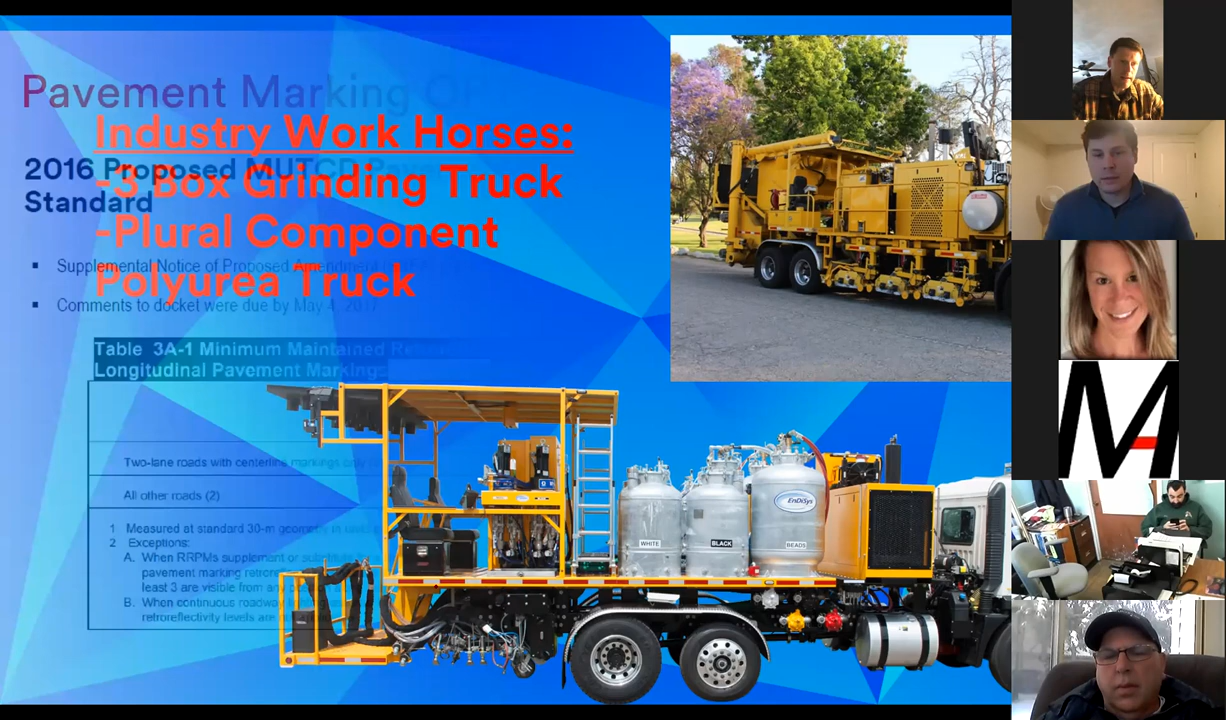 Pavement Marking
Industry Work Horses:
2016 Proposed MUTCD
-3 Box Grinding Truck
Standard
-Plural Component
Polyurea Truck
▪ Supplemental Notice of Proposed Amendment
▪ Comments to docket were due by May 4, 2017
Table 3A-1 Minimum Maintained
Longitudinal Pavement Markings
Two-lane roads with centerline markings only
All other roads (2)
1 Measured at standard 30-m geometry in
2 Exceptions:
A. When RRPMs supplement or substitute
pavement marking
least 3 are visible from any
B. When continuous roadway
retroreflectivity levels are
WHITE
BLACK
BEADS
EnDiSys
MA